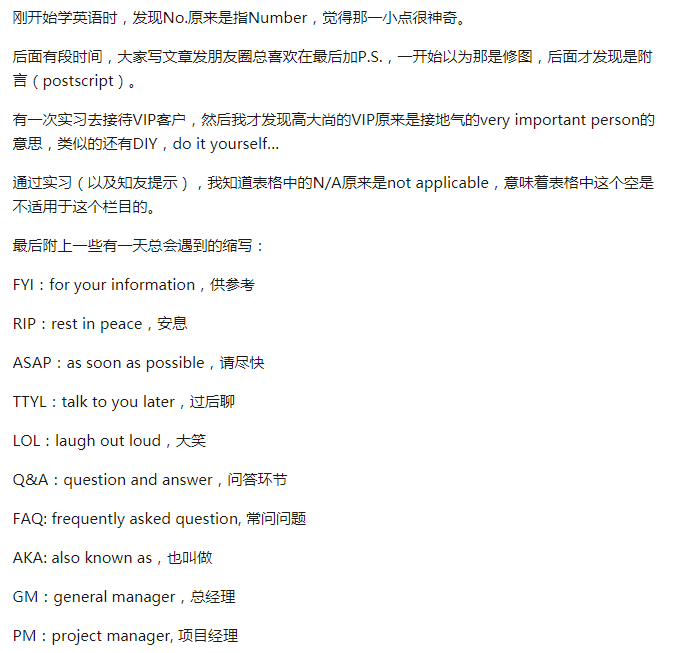 刚开始学英语时，发现No.原来是指Number，觉得那一小点很神奇。
后面有段时间，大家写文章发朋友圈总喜欢在最后加P.S.，一开始以为那是修图，后面才发现是附
言（postscript）。
有一次实习去接待VIP客户，然后我才发现高大尚的VIP原来是接地气的very important person的
意思，类似的还有DIY，do it yourself...
通过实习（以及知友提示），我知道表格中的N/A原来是not applicable，意味着表格中这个空是
不适用于这个栏目的。
最后附上一些有一天总会遇到的缩写：
FYI：for your information，供参考
RIP：rest in peace，安息
ASAP：as soon as possible，请尽快
TTYL：talk to you later，过后聊
LOL：laugh out loud，大笑
Q&A：question and answer，问答环节
FAQ: frequently asked question, 常问问题
AKA: also known as，也叫做
GM：general manager，总经理
PM：project manager, 项目经理